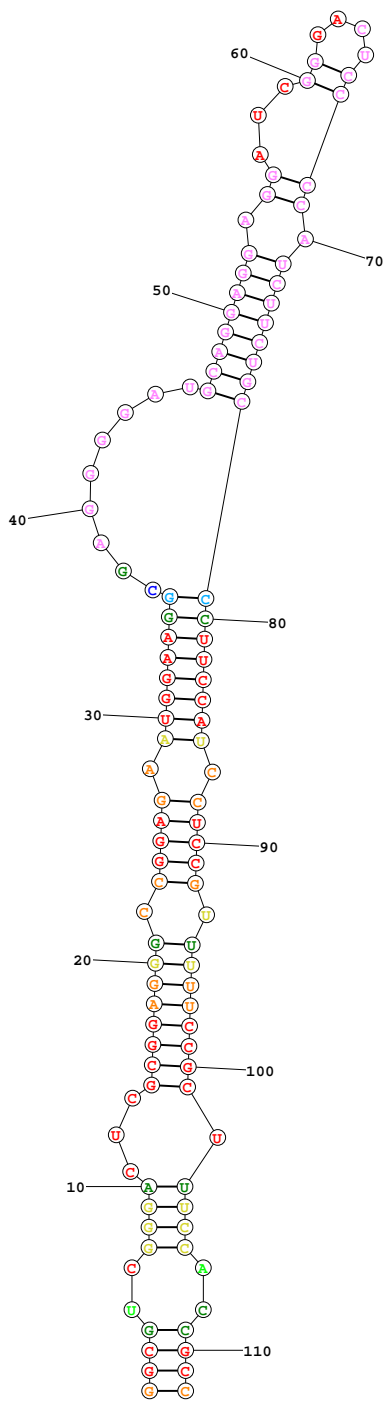 A
G C
60 G U
G C
C C
U
A G C
G C
A A 70
G U
G C
50 A U
G U
G C
A U
C G
U G C
A
G
G
G
40 G
A
G
C
G C
G C 80
A U
A U
G C
G C
30 U A
A U
A C
G C
A U
G C 90
G C
C G
C U
G U
20 G U
G U
A U
G C
G C
C G 100
G C
C
U U
C
10 A U
G U
G C
G C
C A
U C
G C
C G 110
G C
G C